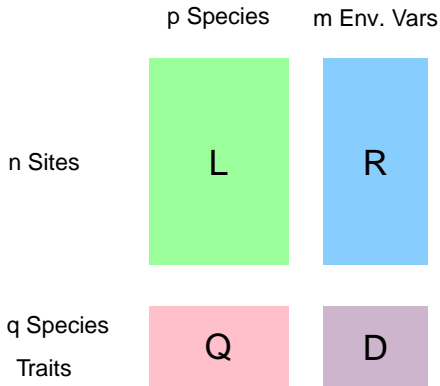 p Species
m Env. Vars
n Sites
L
R
q Species
Traits
Q
D